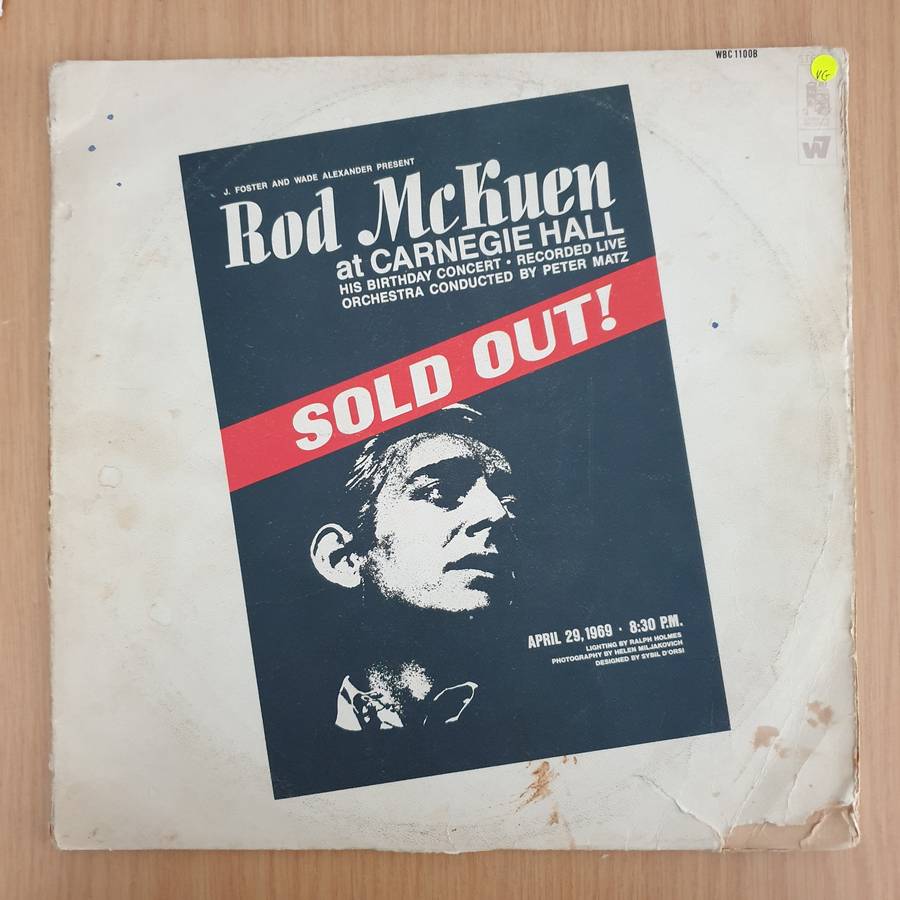 WBC 1100B
VG
J. FOSTER AND WADE ALEXANDER PRESENT
Rod McKuen
at CARNEGIE HALL
HIS BIRTHDAY CONCERT • RECORDED LIVE
ORCHESTRA CONDUCTED BY PETER MATZ
SOLD OUT!
APRIL 29, 1969 · 8:30 P.M.
LIGHTING BY RALPH HOLMES
PHOTOGRAPHY BY HELEN MILJAKOVICH
DESIGNED BY SYBIL D'ORSI